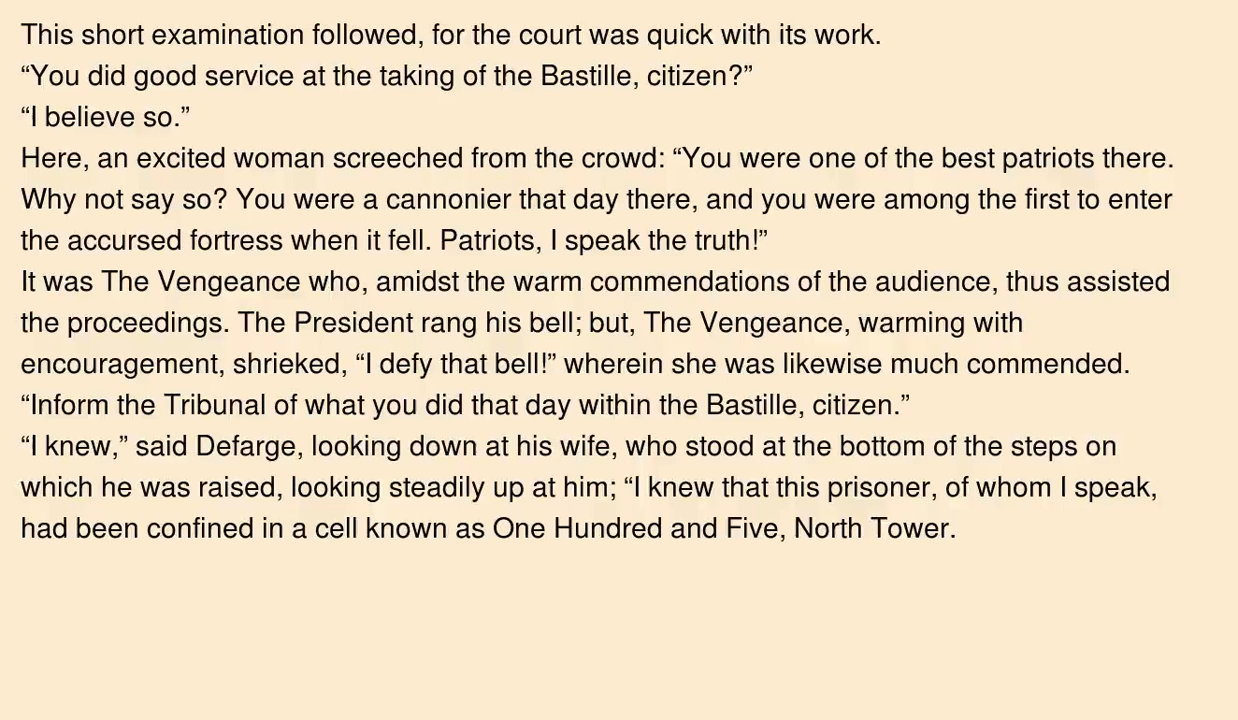 This short examination followed, for the court was quick with its work.
“You did good service at the taking of the Bastille, citizen?”
“I believe so.”
Here, an excited woman screeched from the crowd: “You were one of the best patriots there.
Why not say so? You were a cannonier that day there, and you were among the first to enter
the accursed fortress when it fell. Patriots, I speak the truth!”
It was The Vengeance who, amidst the warm commendations of the audience, thus assisted
the proceedings. The President rang his bell; but, The Vengeance, warming with
encouragement, shrieked, “I defy that bell!” wherein she was likewise much commended.
“Inform the Tribunal of what you did that day within the Bastille, citizen.”
“I knew,” said Defarge, looking down at his wife, who stood at the bottom of the steps on
which he was raised, looking steadily up at him; “I knew that this prisoner, of whom I speak,
had been confined in a cell known as One Hundred and Five, North Tower.